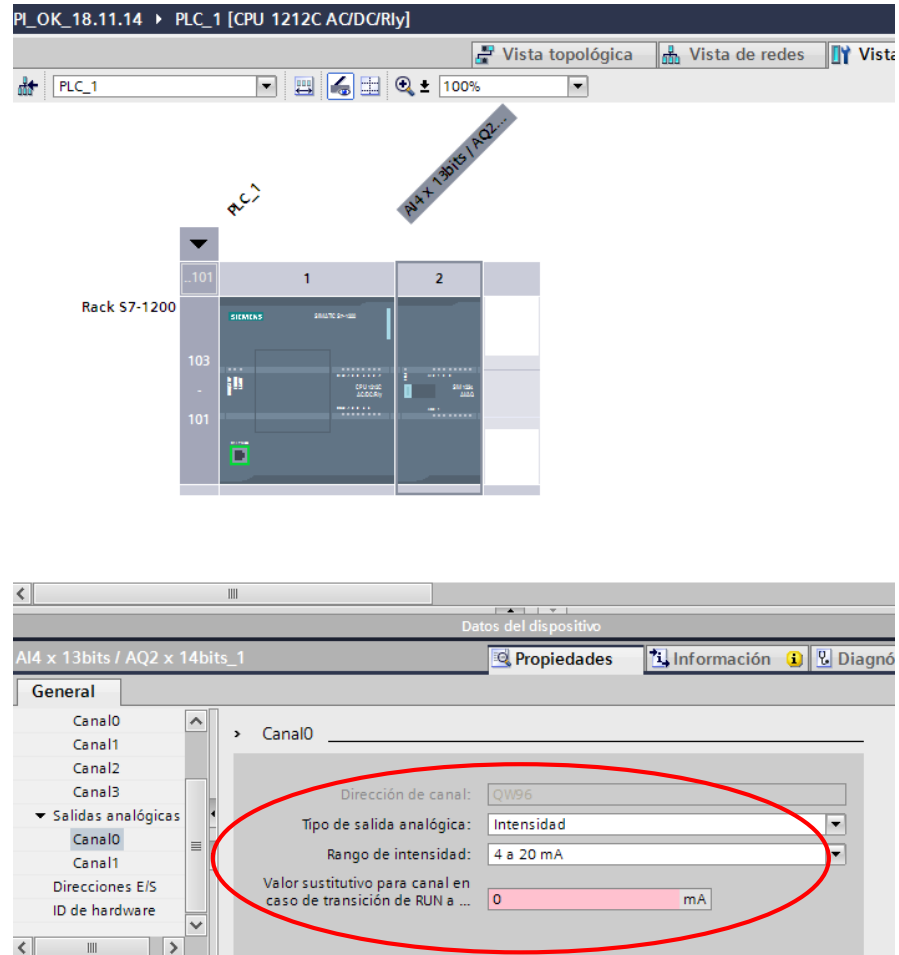 PI_OK_18.11.14 ▸ PLC_1 [CPU 1212C AC/DC/Rly]
Vista topológica Vista de redes Vista
PLC_1 100%
PLC_1 AI4 x 13bits / AQ2...
..101 1 2
Rack S7-1200
SIEMENS SIMATIC S7-1200
103
-
CPU 1212C
AC/DC/Rly
101
Datos del dispositivo
AI4 x 13bits / AQ2 x 14bits_1 Propiedades Información Diagnó
General
Canal0
Canal1
Canal2
Canal3
Salidas analógicas
Canal0
Canal1
Direcciones E/S
ID de hardware
Canal0
Dirección de canal: QW96
Tipo de salida analógica: Intensidad
Rango de intensidad: 4 a 20 mA
Valor sustitutivo para canal en
caso de transición de RUN a ... 0 mA